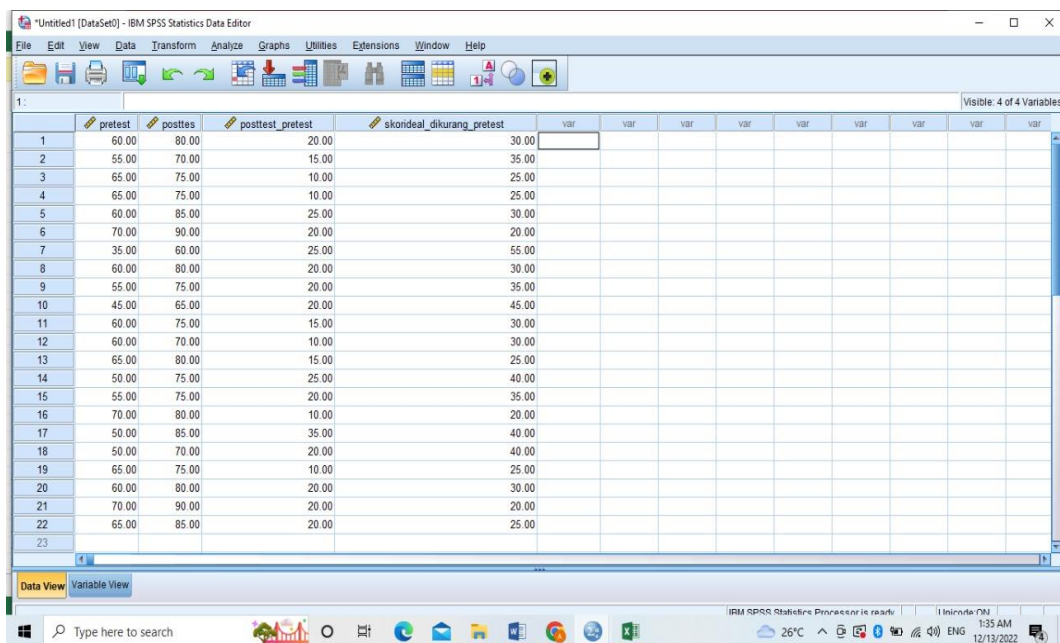 *Untitled1 [DataSet0] - IBM SPSS Statistics Data Editor
File Edit View Data Transform Analyze Graphs Utilities Extensions Window Help
1 : Visible: 4 of 4 Variables
pretest posttes posttest_pretest skorideal_dikurang_pretest var var var var var var var var var
1 60.00 80.00 20.00 30.00
2 55.00 70.00 15.00 35.00
3 65.00 75.00 10.00 25.00
4 65.00 75.00 10.00 25.00
5 60.00 85.00 25.00 30.00
6 70.00 90.00 20.00 20.00
7 35.00 60.00 25.00 55.00
8 60.00 80.00 20.00 30.00
9 55.00 75.00 20.00 35.00
10 45.00 65.00 20.00 45.00
11 60.00 75.00 15.00 30.00
12 60.00 70.00 10.00 30.00
13 65.00 80.00 15.00 25.00
14 50.00 75.00 25.00 40.00
15 55.00 75.00 20.00 35.00
16 70.00 80.00 10.00 20.00
17 50.00 85.00 35.00 40.00
18 50.00 70.00 20.00 40.00
19 65.00 75.00 10.00 25.00
20 60.00 80.00 20.00 30.00
21 70.00 90.00 20.00 20.00
22 65.00 85.00 20.00 25.00
23
Data View Variable View
IBM SPSS Statistics Processor is ready Unicode:ON
Type here to search 26°C ENG 1:35 AM
12/13/2022